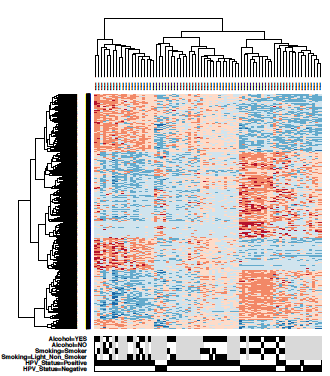 Alcohol=YES
Alcohol=NO
Smoking=Smoker
Smoking=Light_Non_Smoker
HPV_Status=Positive
HPV_Status=Negative